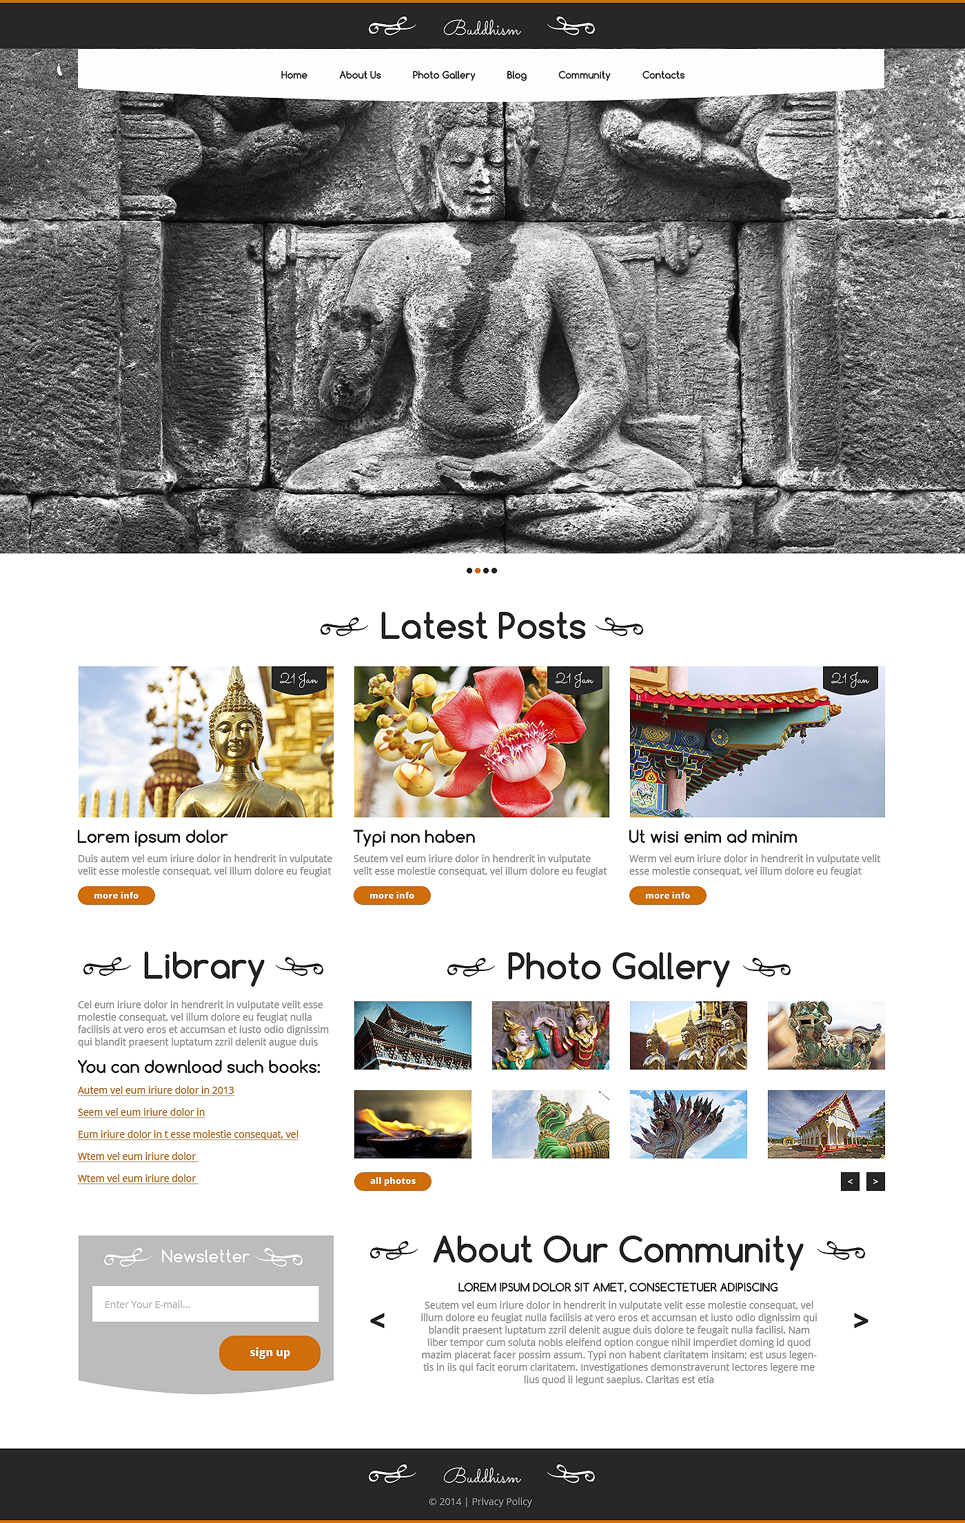 Buddhism
Home About Us Photo Gallery Blog Community Contacts
Latest Posts
21 Jan
21 Jan
21 Jan
Lorem ipsum dolor
Duis autem vel eum iriure dolor in hendrerit in vulputate
velit esse molestie consequat, vel illum dolore eu feugiat
more info
Typi non haben
Seutem vel eum iriure dolor in hendrerit in vulputate
velit esse molestie consequat, vel illum dolore eu feugiat
more info
Ut wisi enim ad minim
Werm vel eum iriure dolor in hendrerit in vulputate velit
esse molestie consequat, vel illum dolore eu feugiat
more info
Library
Cel eum iriure dolor in hendrerit in vulputate velit esse
molestie consequat, vel illum dolore eu feugiat nulla
facilisis at vero eros et accumsan et iusto odio dignissim
qui blandit praesent luptatum zzril delenit augue duis
You can download such books:
Autem vel eum iriure dolor in 2013
Seem vel eum iriure dolor in
Eum iriure dolor in t esse molestie consequat, vel
Wtem vel eum iriure dolor
Wtem vel eum iriure dolor
Photo Gallery
all photos
< >
Newsletter
Enter Your E-mail...
sign up
About Our Community
LOREM IPSUM DOLOR SIT AMET, CONSECTETUER ADIPISCING
Seutem vel eum iriure dolor in hendrerit in vulputate velit esse molestie consequat, vel
illum dolore eu feugiat nulla facilisis at vero eros et accumsan et iusto odio dignissim qui
blandit praesent luptatum zzril delenit augue duis dolore te feugait nulla facilisi. Nam
liber tempor cum soluta nobis eleifend option congue nihil imperdiet doming id quod
mazim placerat facer possim assum. Typi non habent claritatem insitam; est usus legen-
tis in iis qui facit eorum claritatem. Investigationes demonstraverunt lectores legere me
lius quod ii legunt saepius. Claritas est etia
< >
Buddhism
© 2014 | Privacy Policy